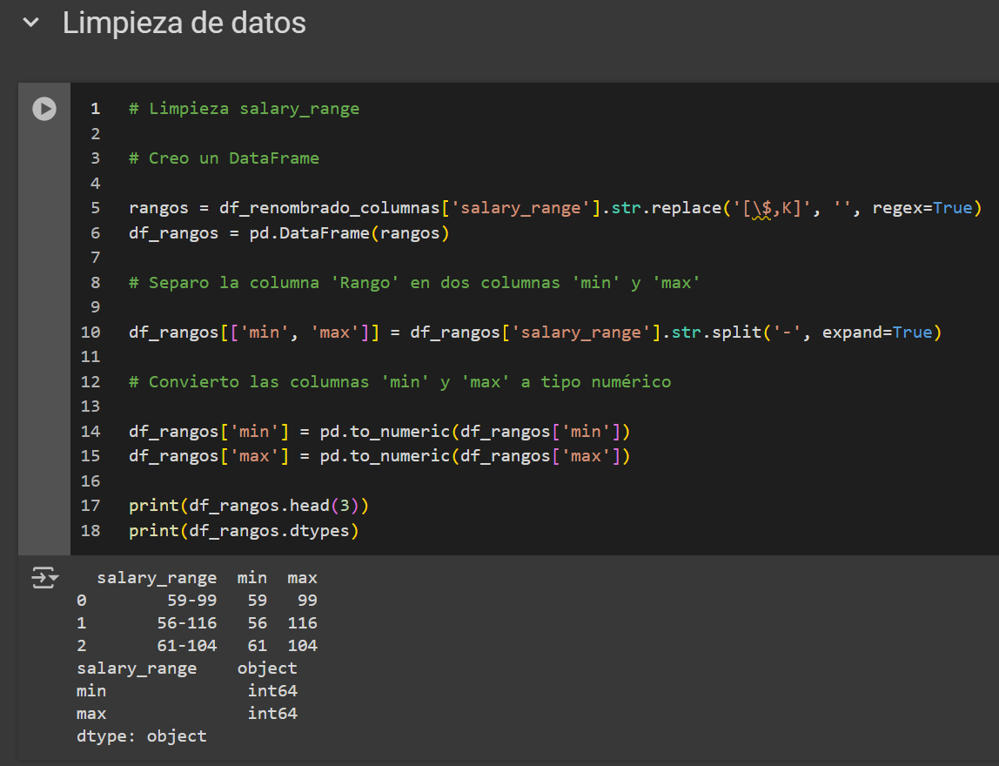 Limpieza de datos
1 # Limpieza salary_range
2
3 # Creo un DataFrame
4
5 rangos = df_renombrado_columnas['salary_range'].str.replace('[\$,K]', '', regex=True)
6 df_rangos = pd.DataFrame(rangos)
7
8 # Separo la columna 'Rango' en dos columnas 'min' y 'max'
9
10 df_rangos[['min', 'max']] = df_rangos['salary_range'].str.split('-', expand=True)
11
12 # Convierto las columnas 'min' y 'max' a tipo numérico
13
14 df_rangos['min'] = pd.to_numeric(df_rangos['min'])
15 df_rangos['max'] = pd.to_numeric(df_rangos['max'])
16
17 print(df_rangos.head(3))
18 print(df_rangos.dtypes)
salary_range min max
0 59-99 59 99
1 56-116 56 116
2 61-104 61 104
salary_range object
min int64
max int64
dtype: object